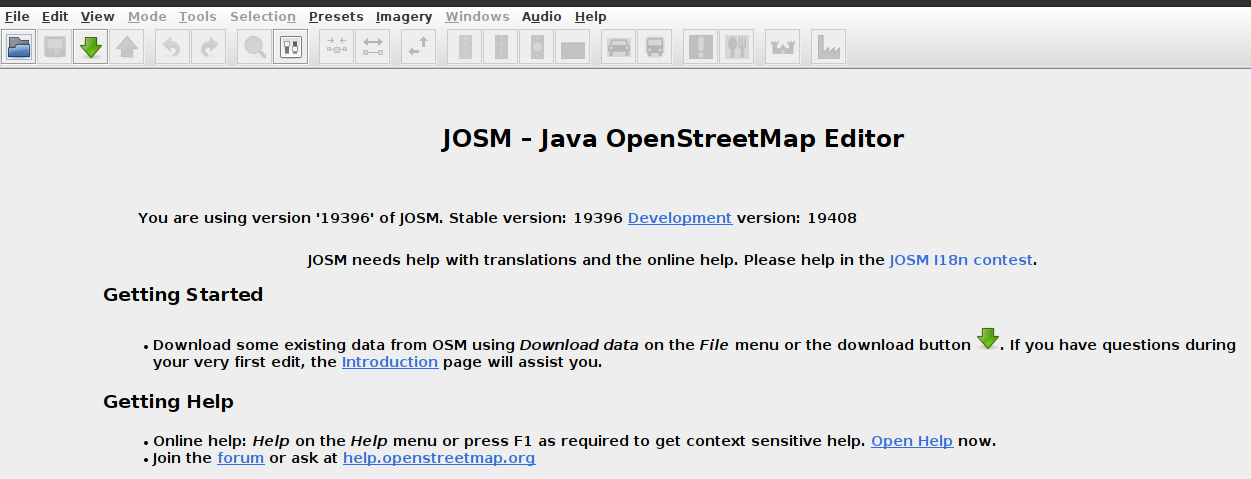 File Edit View Mode Tools Selection Presets Imagery Windows Audio Help
JOSM – Java OpenStreetMap Editor
You are using version '19396' of JOSM. Stable version: 19396 Development version: 19408
JOSM needs help with translations and the online help. Please help in the JOSM I18n contest.
Getting Started
• Download some existing data from OSM using Download data on the File menu or the download button . If you have questions during
your very first edit, the Introduction page will assist you.
Getting Help
• Online help: Help on the Help menu or press F1 as required to get context sensitive help. Open Help now.
• Join the forum or ask at help.openstreetmap.org